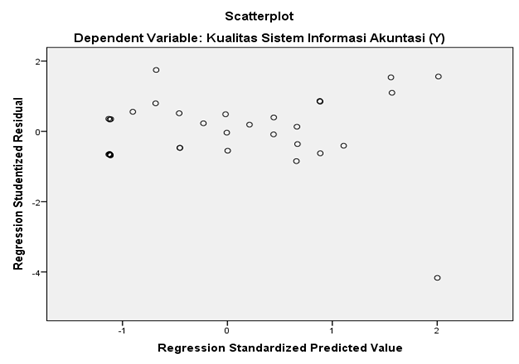 Scatterplot
Dependent Variable: Kualitas Sistem Informasi Akuntasi (Y)
Regression Studentized Residual
2
0
-2
-4
-1
0
1
2
Regression Standardized Predicted Value